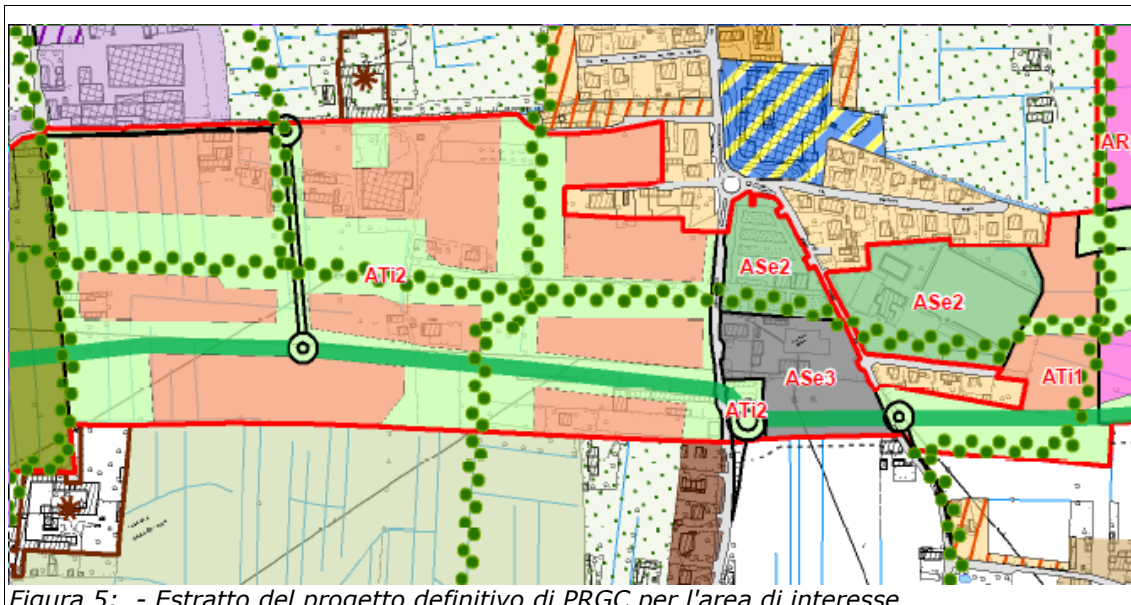 AR
ATi2
ASe2
ASe2
ASe3
ATi1
ATi2
Figura 5: - Estratto del progetto definitivo di PRGC per l'area di interesse